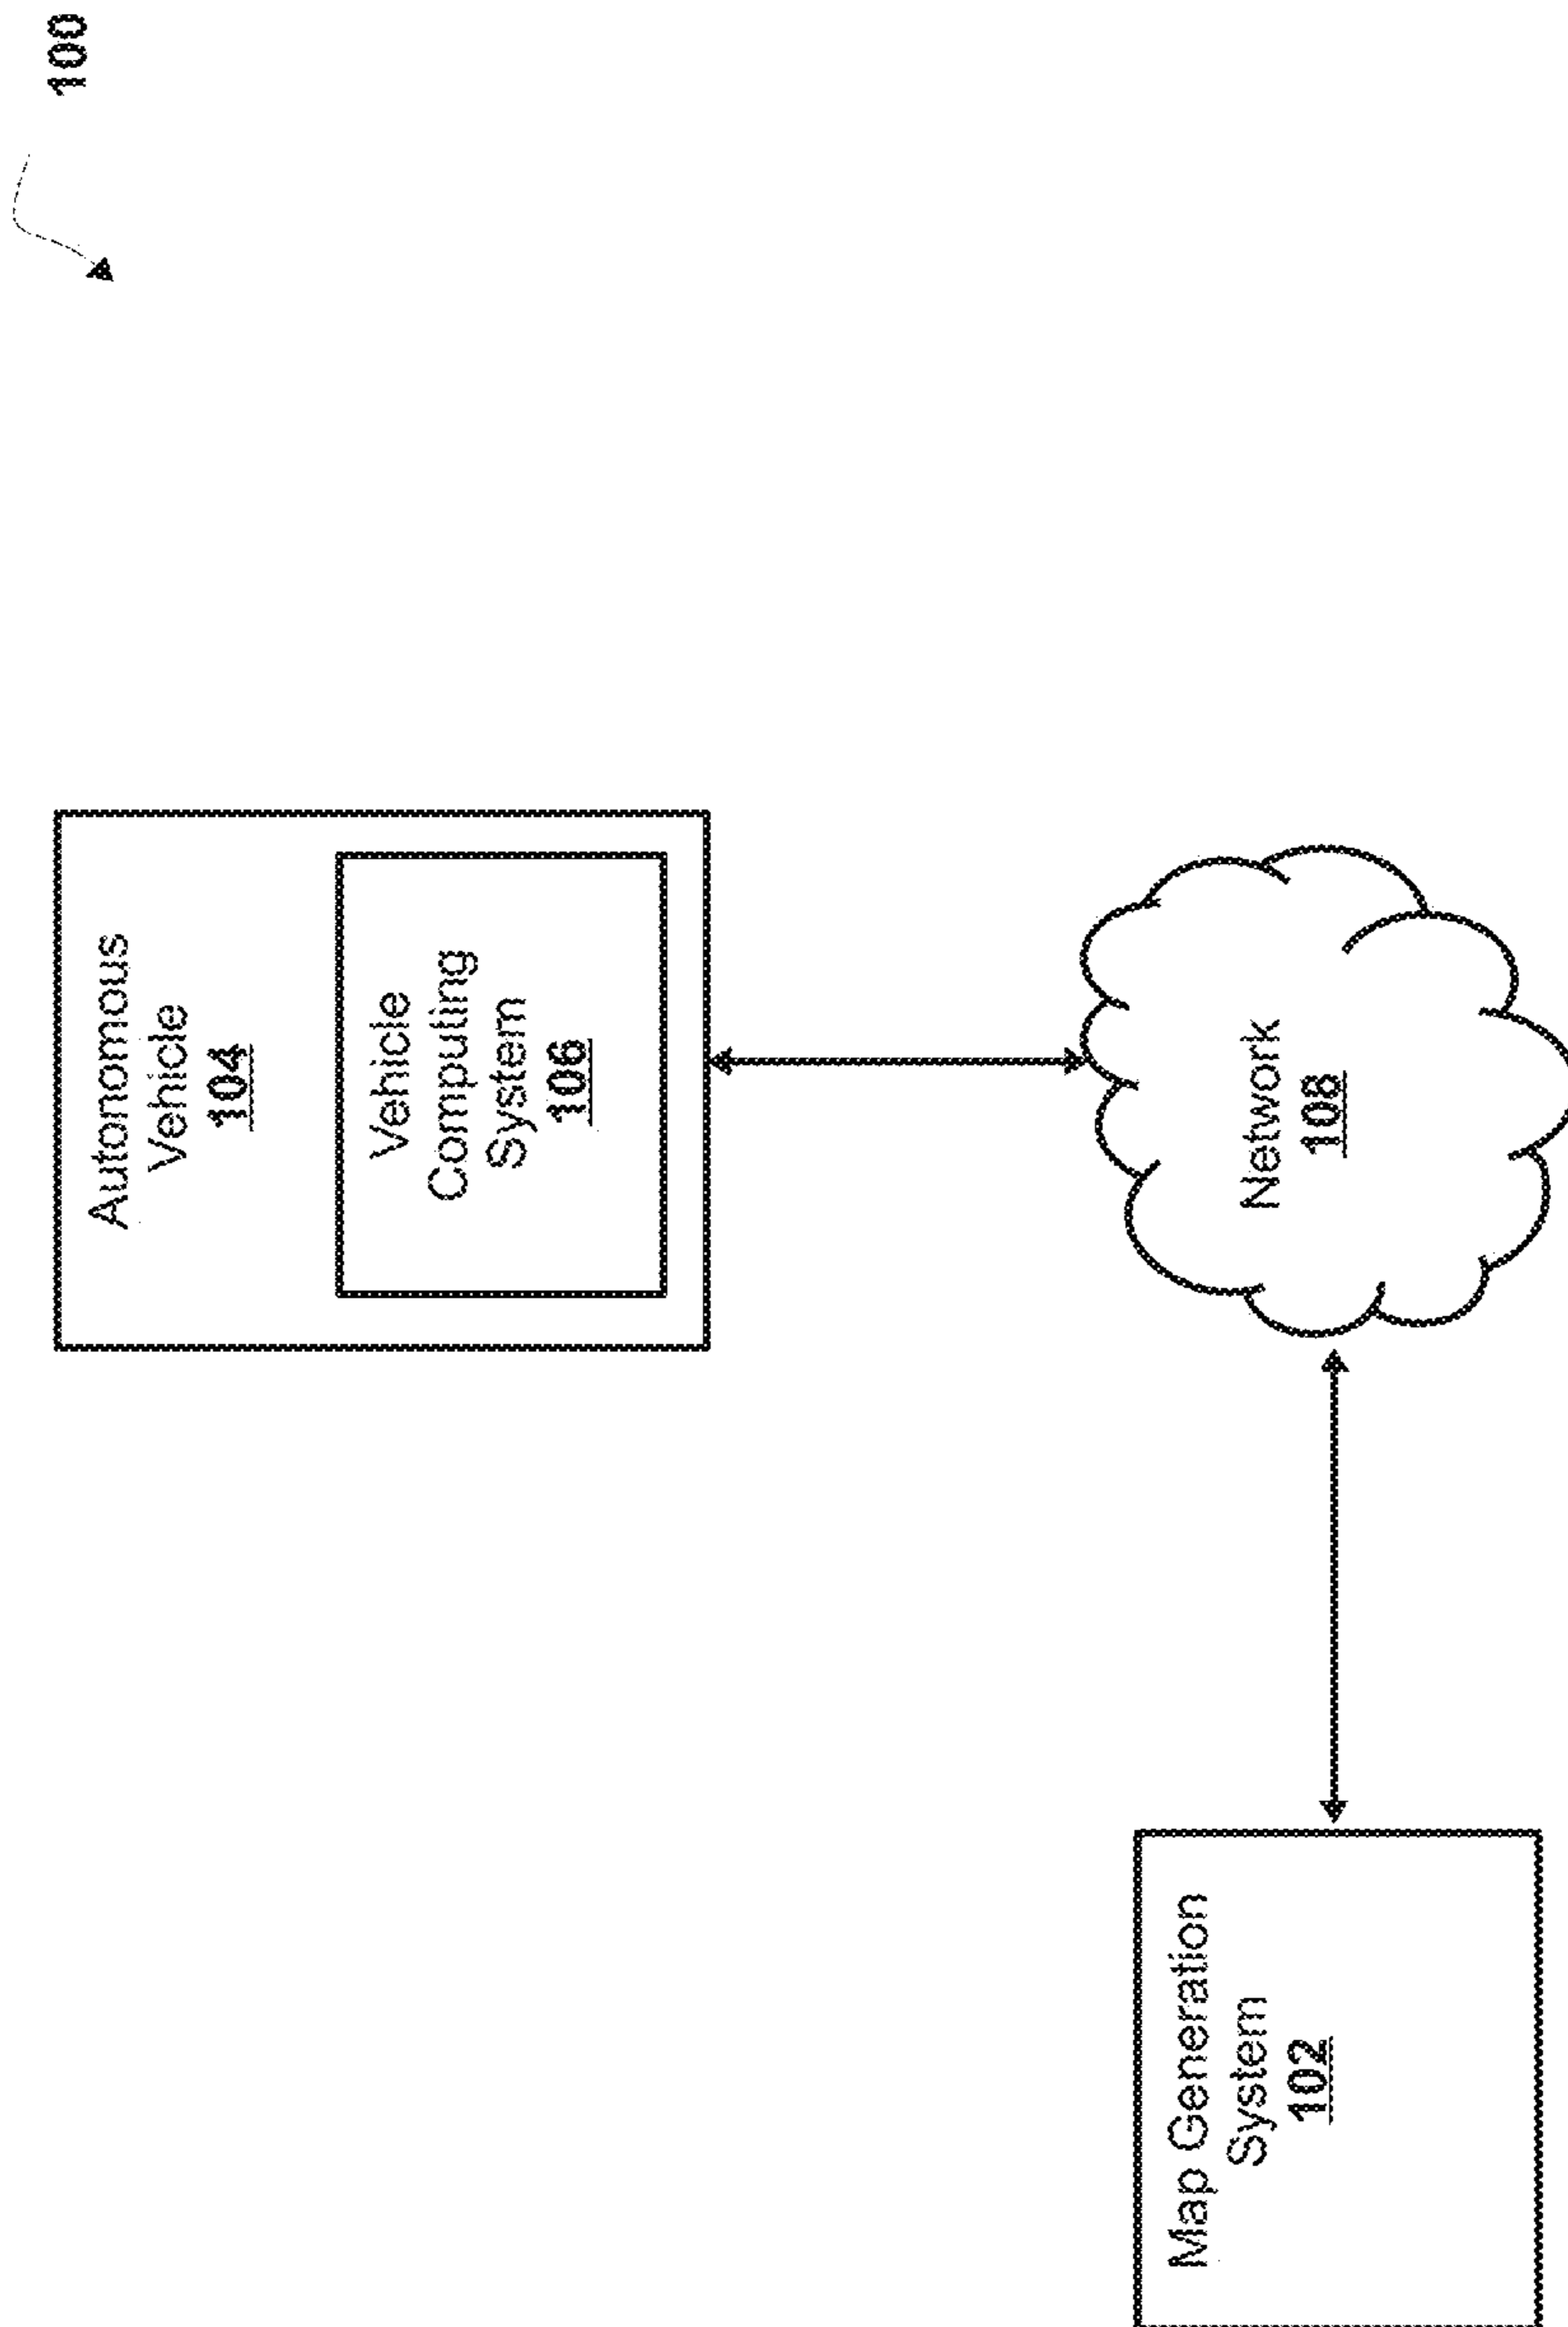 100
Autonomous
Vehicle
104
Vehicle
Computing
System
106
Map Generation
System
102
Network
108